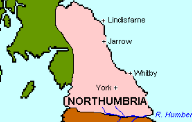 Lindisfarne
Jarrow
Whitby
York
NORTHUMBRIA
R. Humber